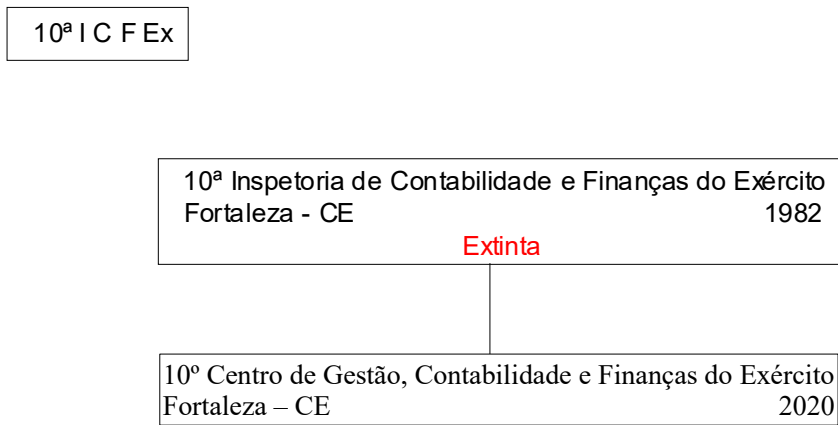 10ª I C F Ex
10ª Inspetoria de Contabilidade e Finanças do Exército
Fortaleza - CE 1982
Extinta
10º Centro de Gestão, Contabilidade e Finanças do Exército
Fortaleza – CE 2020